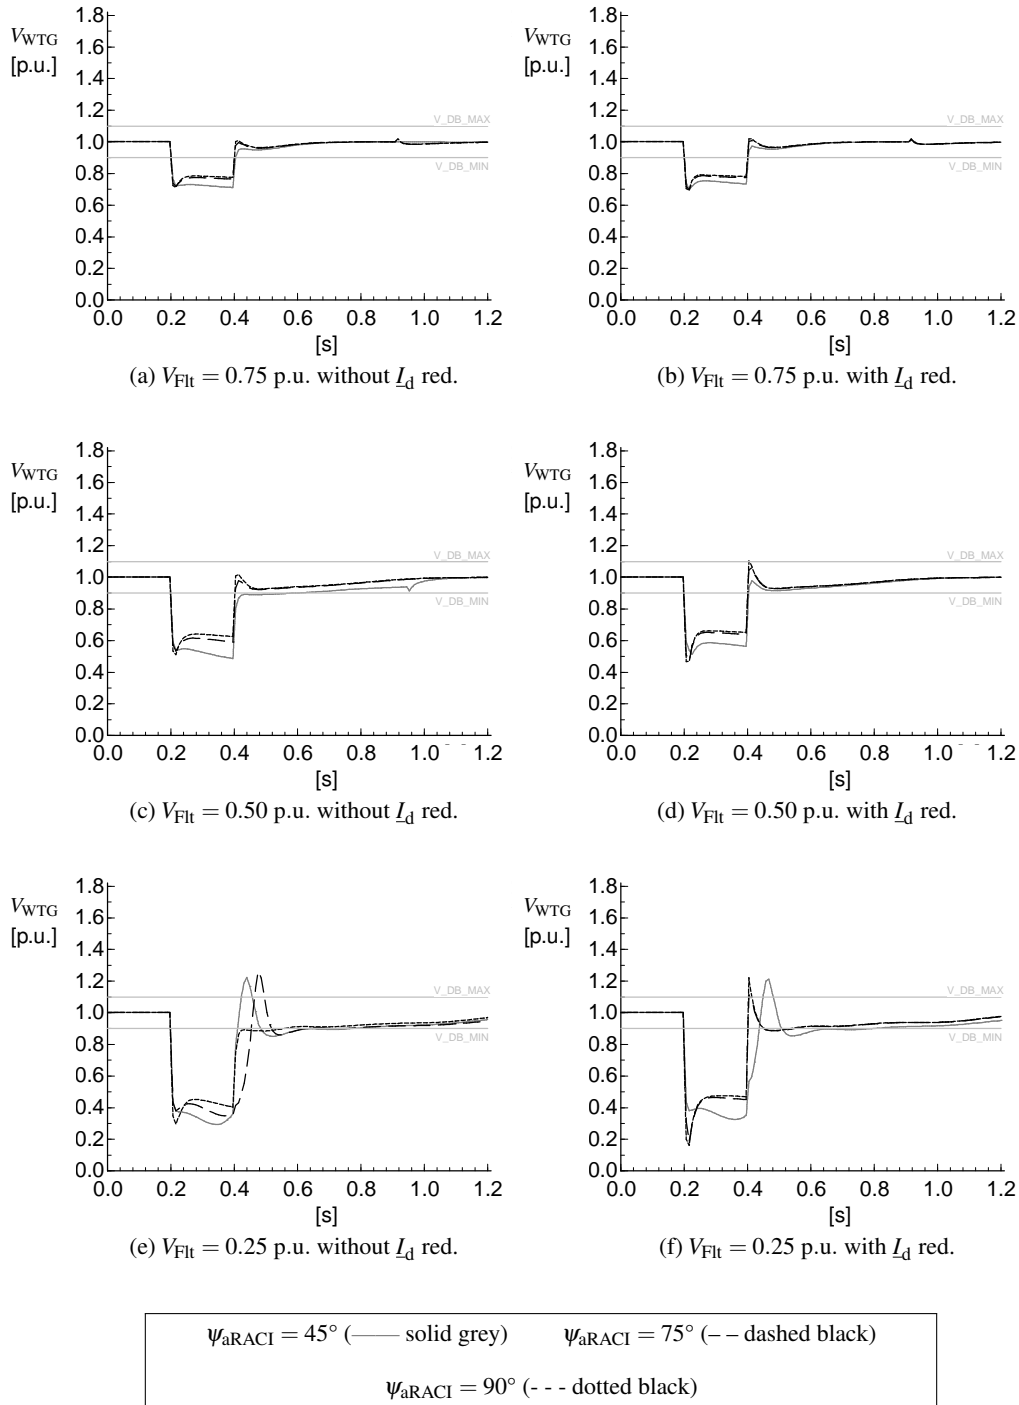 1.8
V_WTG
1.6
[p.u.]
1.4
1.2
V_DB_MAX
1.0
V_DB_MIN
0.8
0.6
0.4
0.2
0.0
0.0 0.2 0.4 0.6 0.8 1.0 1.2
[s]
(a) V_Flt = 0.75 p.u. without I_d red.
1.8
V_WTG
1.6
[p.u.]
1.4
1.2
V_DB_MAX
1.0
V_DB_MIN
0.8
0.6
0.4
0.2
0.0
0.0 0.2 0.4 0.6 0.8 1.0 1.2
[s]
(b) V_Flt = 0.75 p.u. with I_d red.
1.8
V_WTG
1.6
[p.u.]
1.4
1.2
V_DB_MAX
1.0
V_DB_MIN
0.8
0.6
0.4
0.2
0.0
0.0 0.2 0.4 0.6 0.8 1.0 1.2
[s]
(c) V_Flt = 0.50 p.u. without I_d red.
1.8
V_WTG
1.6
[p.u.]
1.4
1.2
V_DB_MAX
1.0
V_DB_MIN
0.8
0.6
0.4
0.2
0.0
0.0 0.2 0.4 0.6 0.8 1.0 1.2
[s]
(d) V_Flt = 0.50 p.u. with I_d red.
1.8
V_WTG
1.6
[p.u.]
1.4
1.2
V_DB_MAX
1.0
V_DB_MIN
0.8
0.6
0.4
0.2
0.0
0.0 0.2 0.4 0.6 0.8 1.0 1.2
[s]
(e) V_Flt = 0.25 p.u. without I_d red.
1.8
V_WTG
1.6
[p.u.]
1.4
1.2
V_DB_MAX
1.0
V_DB_MIN
0.8
0.6
0.4
0.2
0.0
0.0 0.2 0.4 0.6 0.8 1.0 1.2
[s]
(f) V_Flt = 0.25 p.u. with I_d red.
ψ_aRACI = 45° (—— solid grey) ψ_aRACI = 75° (– – dashed black)
ψ_aRACI = 90° (- - - dotted black)